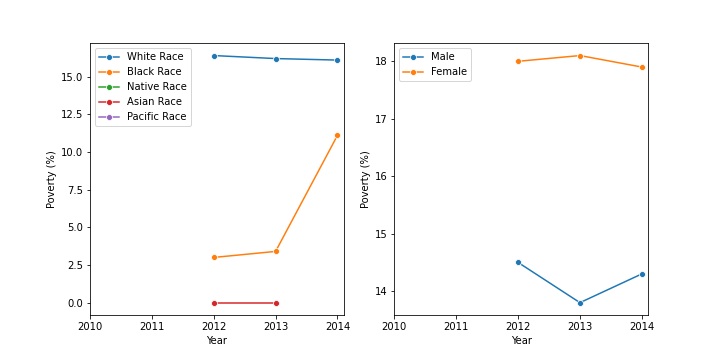 White Race
Black Race
Native Race
Asian Race
Pacific Race
15.0
12.5
10.0
7.5
5.0
2.5
0.0
Poverty (%)
2010 2011 2012 2013 2014
Year
Male
Female
18
17
16
15
14
Poverty (%)
2010 2011 2012 2013 2014
Year